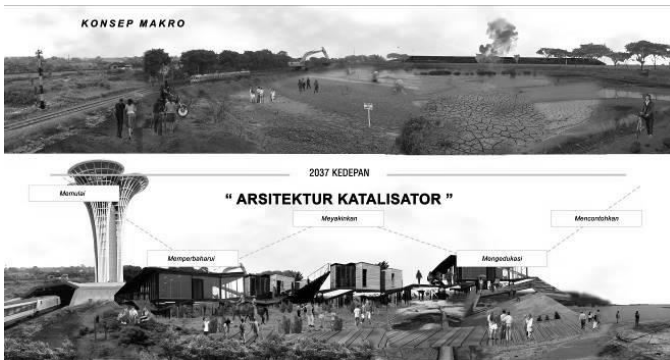 KONSEP MAKRO
2037 KEDEPAN
“ ARSITEKTUR KATALISATOR ”
Memulai
Meyakinkan
Mencontohkan
Memperbaharui
Mengedukasi